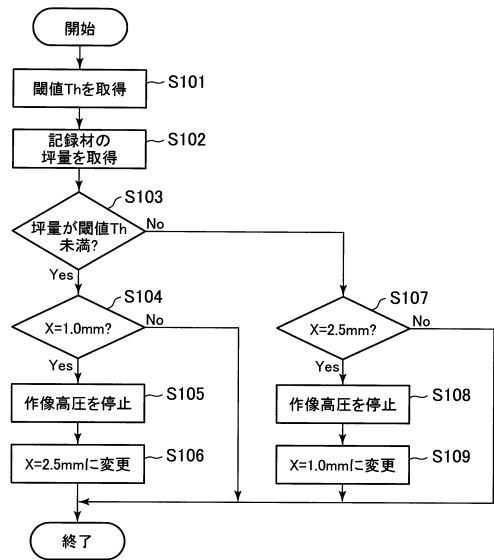 開始
閾値Thを取得
S101
記録材の
坪量を取得
S102
S103
坪量が閾値Th
未満?
No
Yes
S104
X=1.0mm?
No
Yes
作像高圧を停止
S105
X=2.5mmに変更
S106
S107
X=2.5mm?
No
Yes
作像高圧を停止
S108
X=1.0mmに変更
S109
終了